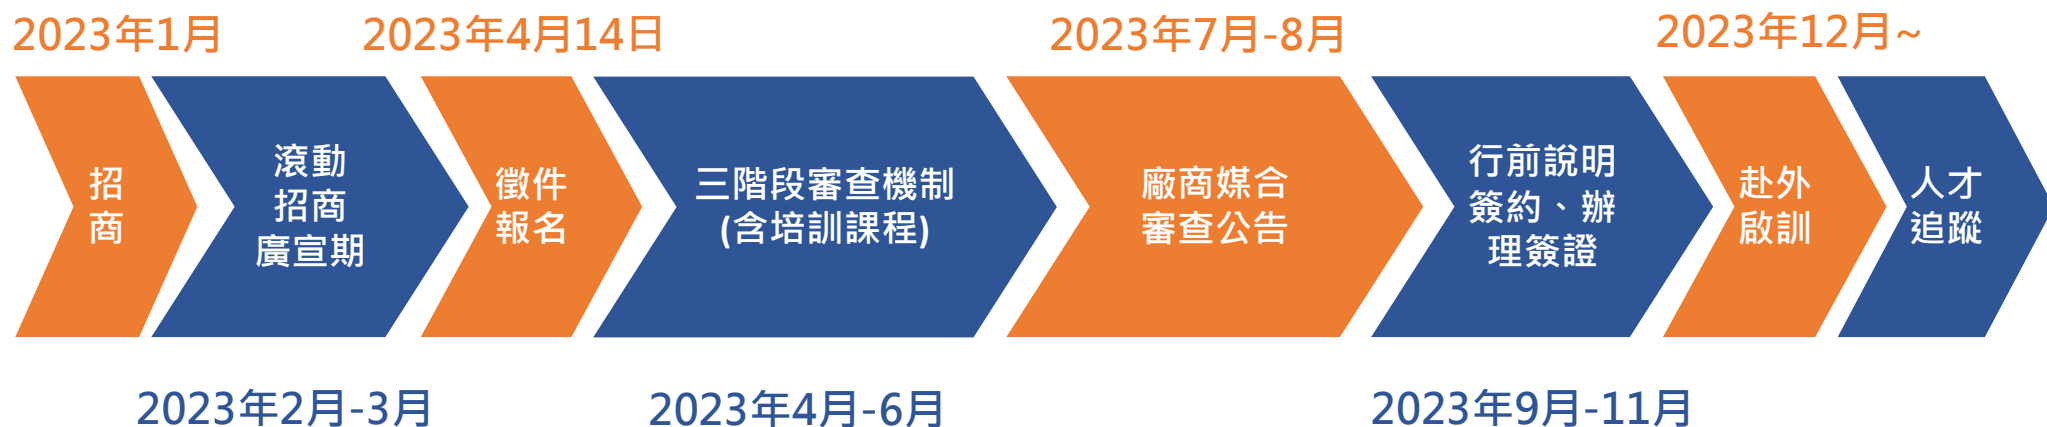 2023年1月
2023年4月14日
2023年7月-8月
2023年12月~
招
商
滾動
招商
廣宣期
徵件
報名
三階段審查機制
(含培訓課程)
廠商媒合
審查公告
行前說明
簽約、辦
理簽證
赴外
啟訓
人才
追蹤
2023年2月-3月
2023年4月-6月
2023年9月-11月